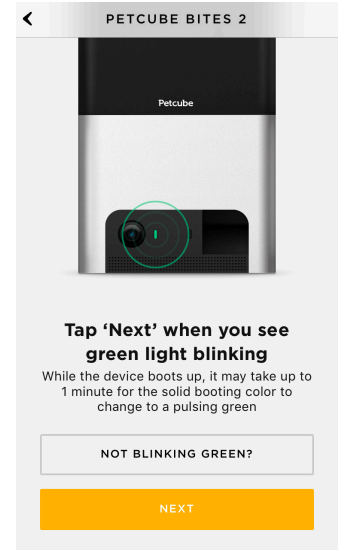 PETCUBE BITES 2
Petcube
Tap ‘Next’ when you see
green light blinking
While the device boots up, it may take up to
1 minute for the solid booting color to
change to a pulsing green
NOT BLINKING GREEN?
NEXT